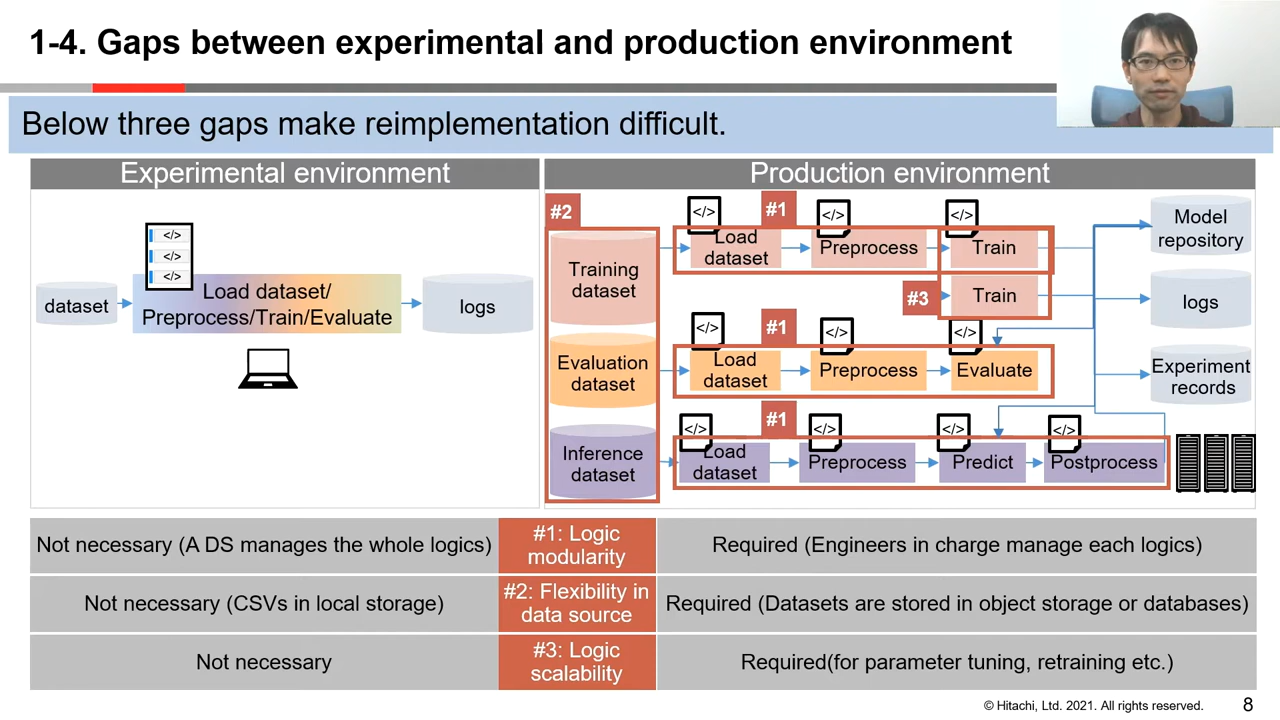 1-4. Gaps between experimental and production environment
Below three gaps make reimplementation difficult.
Experimental environment
</>
</>
</>
dataset
Load dataset/
Preprocess/Train/Evaluate
logs
Production environment
#2
Training
dataset
Evaluation
dataset
Inference
dataset
</>
#1
</>
</>
Load
dataset
Preprocess
Train
#3
Train
</>
#1
</>
</>
Load
dataset
Preprocess
Evaluate
</>
#1
</>
</>
</>
Load
dataset
Preprocess
Predict
Postprocess
Model
repository
logs
Experiment
records
Not necessary (A DS manages the whole logics)
#1: Logic
modularity
Required (Engineers in charge manage each logics)
Not necessary (CSVs in local storage)
#2: Flexibility in
data source
Required (Datasets are stored in object storage or databases)
Not necessary
#3: Logic
scalability
Required(for parameter tuning, retraining etc.)
© Hitachi, Ltd. 2021. All rights reserved.
8